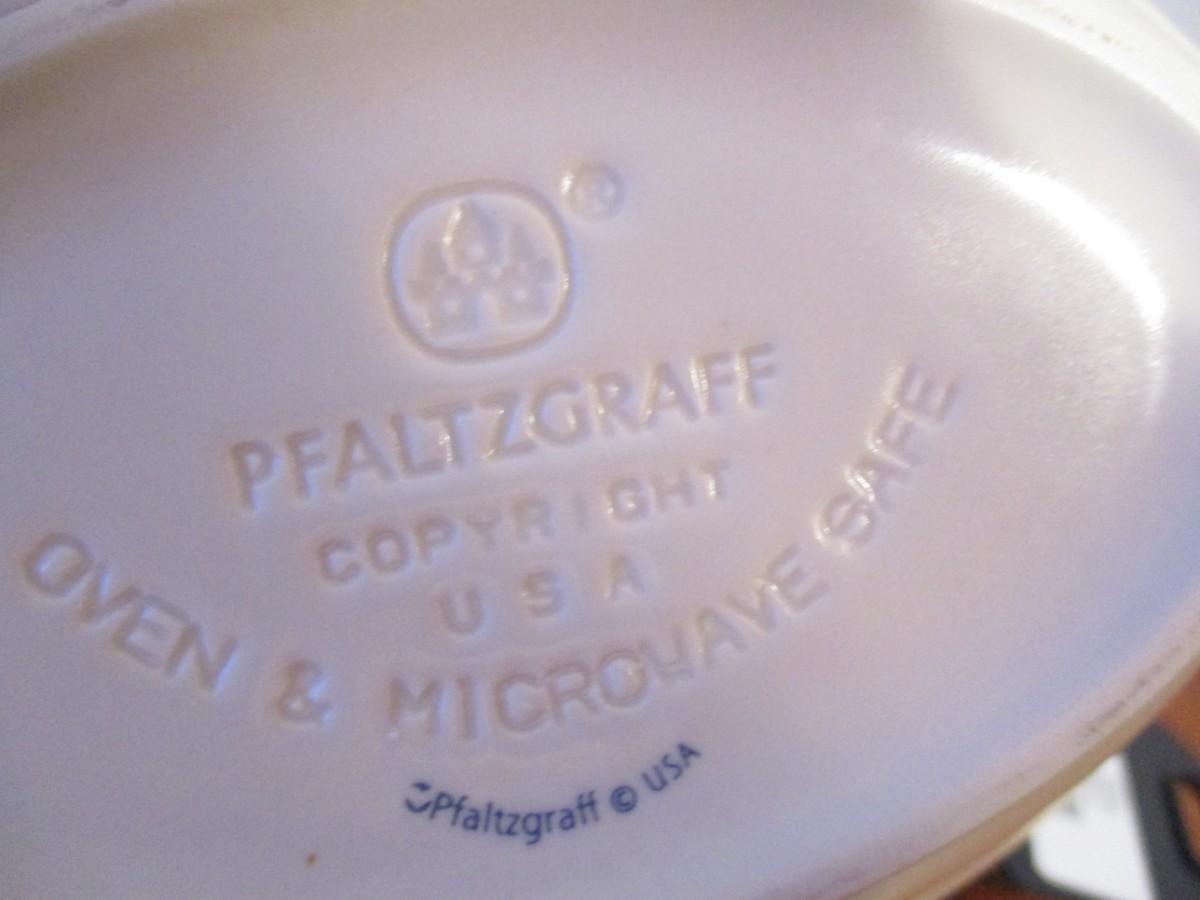 ®
PFALTZGRAFF
COPYRIGHT
U S A
OVEN & MICROWAVE SAFE
Pfaltzgraff © USA